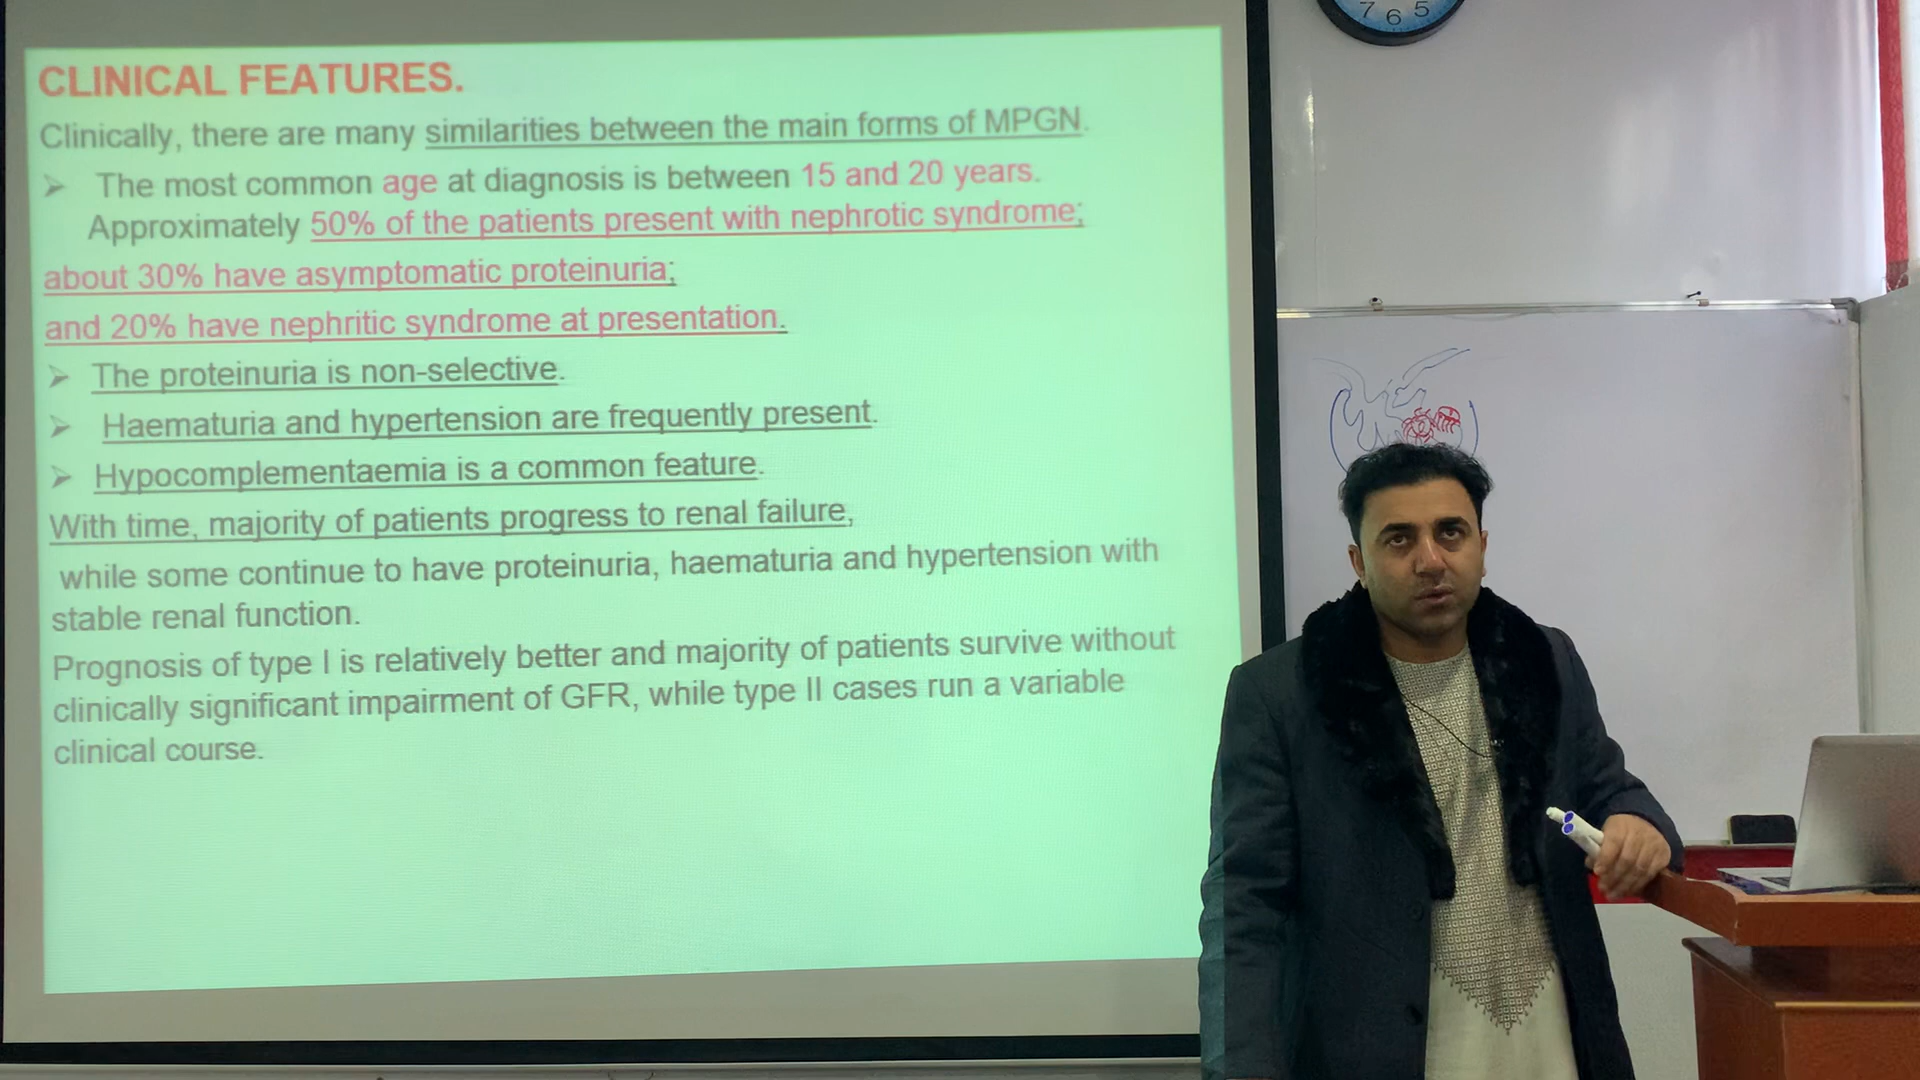 CLINICAL FEATURES.
Clinically, there are many similarities between the main forms of MPGN.
➢ The most common age at diagnosis is between 15 and 20 years.
Approximately 50% of the patients present with nephrotic syndrome;
about 30% have asymptomatic proteinuria;
and 20% have nephritic syndrome at presentation.
➢ The proteinuria is non-selective.
➢ Haematuria and hypertension are frequently present.
➢ Hypocomplementaemia is a common feature.
With time, majority of patients progress to renal failure,
while some continue to have proteinuria, haematuria and hypertension with
stable renal function.
Prognosis of type I is relatively better and majority of patients survive without
clinically significant impairment of GFR, while type II cases run a variable
clinical course.
7 6 5